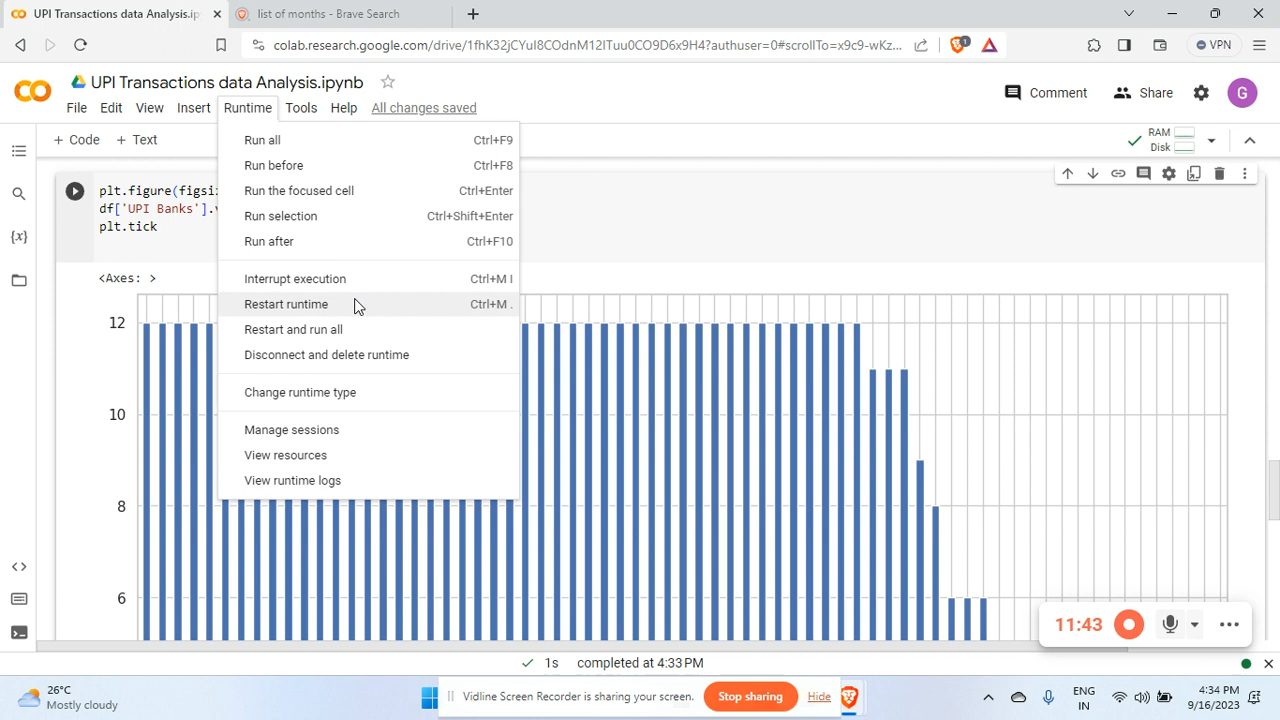 UPI Transactions data Analysis.ip
list of months - Brave Search
colab.research.google.com/drive/1fhK32jCYuI8COdnM12ITuu0CO9D6x9H4?authuser=0#scrollTo=x9c9-wKz...
1
VPN
UPI Transactions data Analysis.ipynb
File Edit View Insert Runtime Tools Help All changes saved
Comment Share G
+ Code + Text
RAM
Disk
Run all Ctrl+F9
Run before Ctrl+F8
Run the focused cell Ctrl+Enter
Run selection Ctrl+Shift+Enter
Run after Ctrl+F10
Interrupt execution Ctrl+M I
Restart runtime Ctrl+M .
Restart and run all
Disconnect and delete runtime
Change runtime type
Manage sessions
View resources
View runtime logs
plt.figure(figsi
df['UPI Banks'].
plt.tick
<Axes: >
12
10
8
6
11:43
1s completed at 4:33 PM
26°C
Mostly cloudy
Vidline Screen Recorder is sharing your screen. Stop sharing Hide
ENG
IN
4:34 PM
9/16/2023